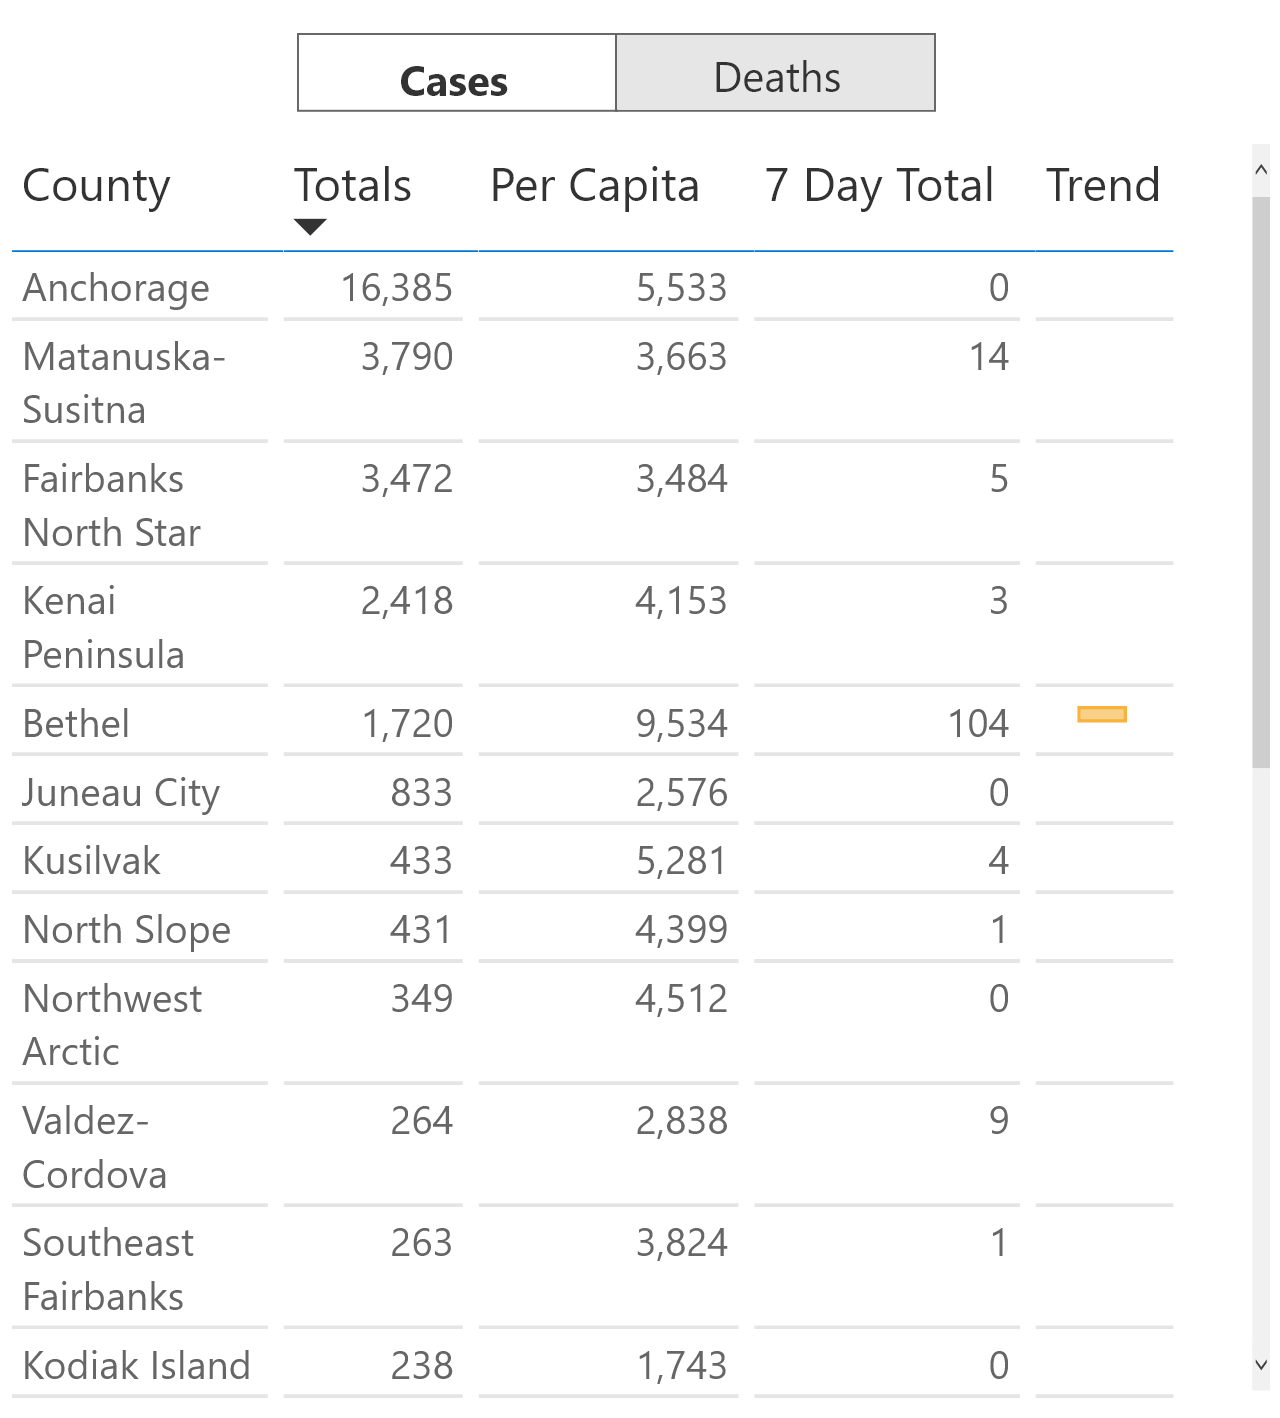 Cases Deaths
County Totals Per Capita 7 Day Total Trend
Anchorage 16,385 5,533 0
Matanuska- 3,790 3,663 14
Susitna
Fairbanks 3,472 3,484 5
North Star
Kenai 2,418 4,153 3
Peninsula
Bethel 1,720 9,534 104
Juneau City 833 2,576 0
Kusilvak 433 5,281 4
North Slope 431 4,399 1
Northwest 349 4,512 0
Arctic
Valdez- 264 2,838 9
Cordova
Southeast 263 3,824 1
Fairbanks
Kodiak Island 238 1,743 0